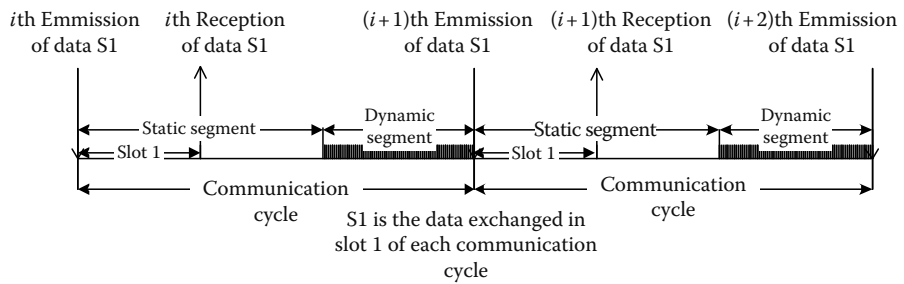 ith Emmission
of data S1
ith Reception
of data S1
(i+1)th Emmission
of data S1
(i+1)th Reception
of data S1
(i+2)th Emmission
of data S1
Static segment
Dynamic
segment
Static segment
Dynamic
segment
Slot 1
Slot 1
Communication
cycle
Communication
cycle
S1 is the data exchanged in
slot 1 of each communication
cycle